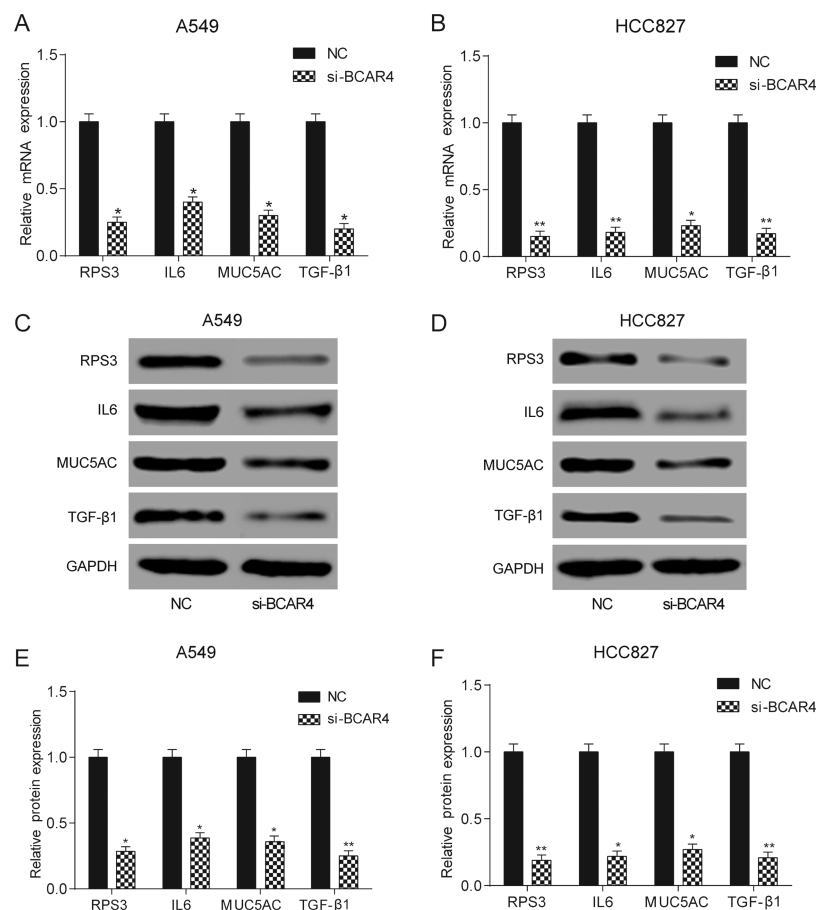 A
A549
Relative mRNA expression
1.5
1.0
0.5
0.0
NC
si-BCAR4
*
*
*
*
RPS3 IL6 MUC5AC TGF-β1
B
HCC827
Relative mRNA expression
1.5
1.0
0.5
0.0
NC
si-BCAR4
**
**
*
**
RPS3 IL6 MUC5AC TGF-β1
C
A549
RPS3
IL6
MUC5AC
TGF-β1
GAPDH
NC si-BCAR4
D
HCC827
RPS3
IL6
MUC5AC
TGF-β1
GAPDH
NC si-BCAR4
E
A549
Relative protein expression
1.5
1.0
0.5
0.0
NC
si-BCAR4
*
*
*
**
RPS3 IL6 MUC5AC TGF-β1
F
HCC827
Relative protein expression
1.5
1.0
0.5
0.0
NC
si-BCAR4
**
*
*
**
RPS3 IL6 MUC5AC TGF-β1